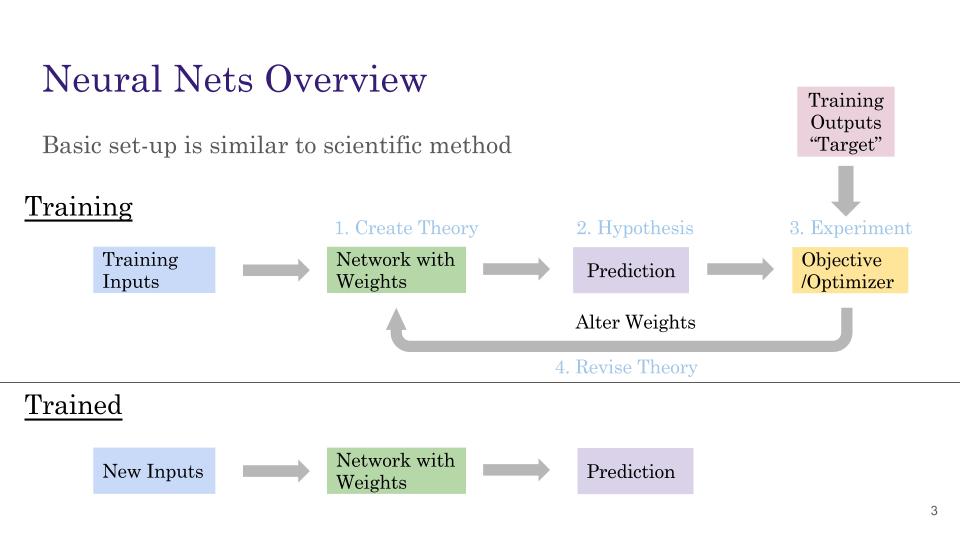 Neural Nets Overview
Basic set-up is similar to scientific method
Training
Outputs
“Target”
Training
1. Create Theory
2. Hypothesis
3. Experiment
Training
Inputs
Network with
Weights
Prediction
Objective
/Optimizer
Alter Weights
4. Revise Theory
Trained
New Inputs
Network with
Weights
Prediction
3